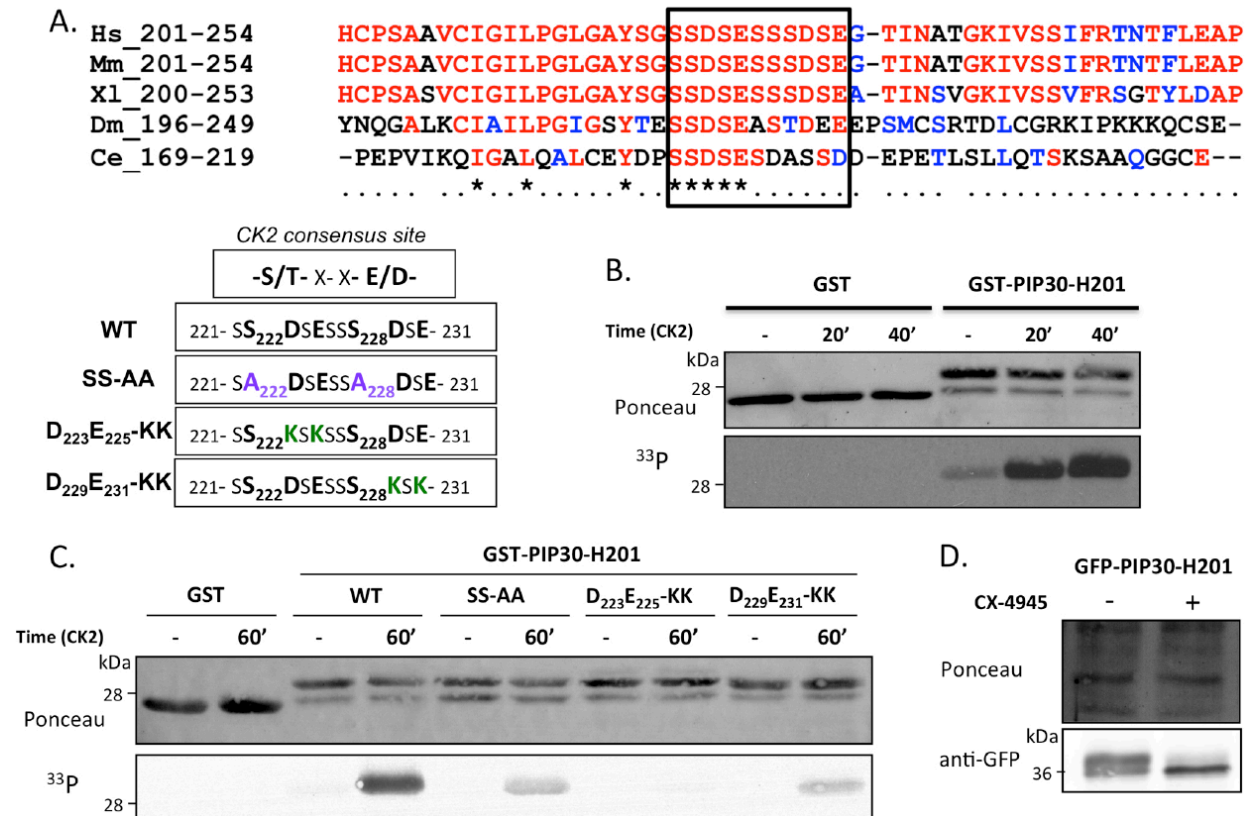 A.
Hs_201-254 HCPSAAVCIGILPGLGAYSGSSDSESSSDSEG-TINATGKIVSSIFRTNTFLEAP
Mm_201-254 HCPSAAVCIGILPGLGAYSGSSDSESSSDSEG-TINATGKIVSSIFRTNTFLEAP
Xl_200-253 HCPSASVCIGILPGLGAYSGSSDSESSSDSEA-TINSVGKIVSSVFRSGTYLDAP
Dm_196-249 YNQGALKCIAILPGIGSYTESSDSEASTDEEEPSMCSRTDLCGRKIPKKKQCSE-
Ce_169-219 -PEPVIKQIGALQALCEYDPSSDSESDASSDD-EPETLSLLQTSKSAAQGGCE--
..... ..*..*.....*..*****....... .... ..................
CK2 consensus site
-S/T- X- X- E/D-
WT 221- SS222DSESSS228DSE- 231
SS-AA 221- SA222DSESSA228DSE- 231
D223E225-KK 221- SS222KSKSSS228DSE- 231
D229E231-KK 221- SS222DSESSS228KSK- 231
B.
GST GST-PIP30-H201
Time (CK2) - 20’ 40’ - 20’ 40’
kDa
28
Ponceau
33P
28
C.
GST-PIP30-H201
GST WT SS-AA D223E225-KK D229E231-KK
Time (CK2) - 60’ - 60’ - 60’ - 60’ - 60’
kDa
28
Ponceau
33P
28
D.
GFP-PIP30-H201
CX-4945 - +
Ponceau
kDa
anti-GFP
36